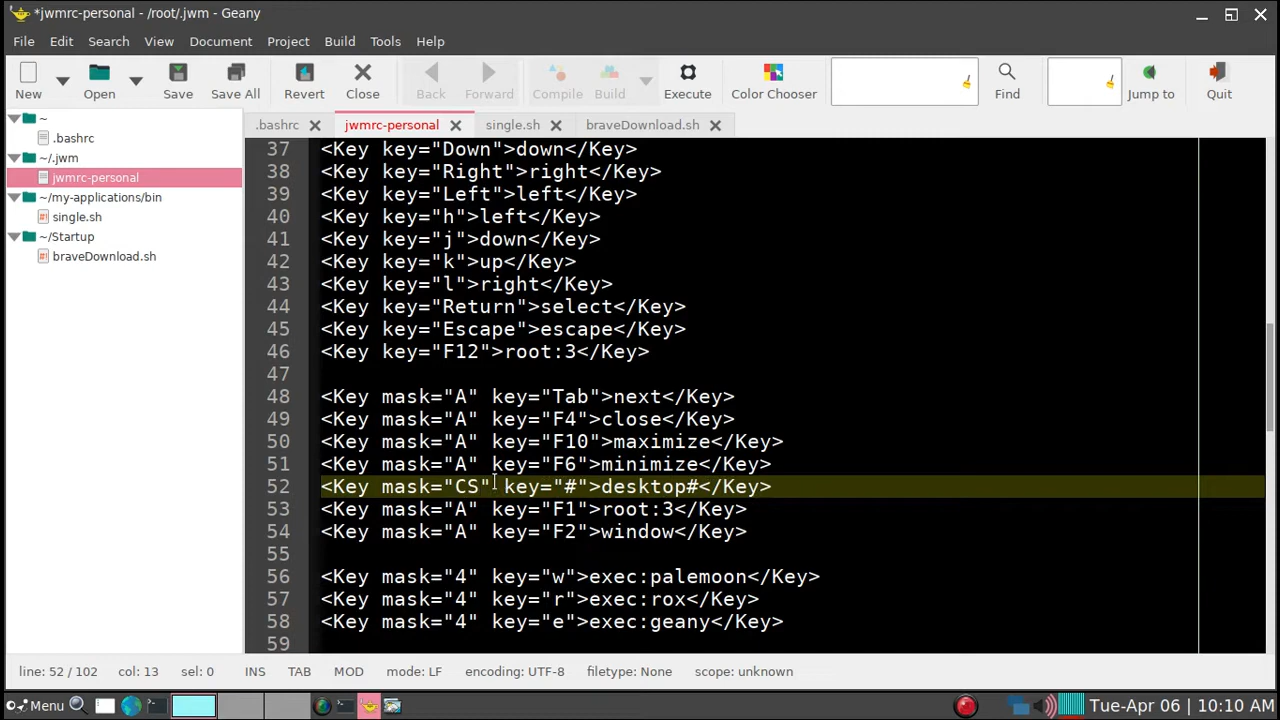 *jwmrc-personal - /root/.jwm - Geany
File Edit Search View Document Project Build Tools Help
New Open Save Save All Revert Close Back Forward Compile Build Execute Color Chooser Find Jump to Quit
~
.bashrc
~/.jwm
jwmrc-personal
~/my-applications/bin
single.sh
~/Startup
braveDownload.sh
.bashrc jwmrc-personal single.sh braveDownload.sh
37 <Key key="Down">down</Key>
38 <Key key="Right">right</Key>
39 <Key key="Left">left</Key>
40 <Key key="h">left</Key>
41 <Key key="j">down</Key>
42 <Key key="k">up</Key>
43 <Key key="l">right</Key>
44 <Key key="Return">select</Key>
45 <Key key="Escape">escape</Key>
46 <Key key="F12">root:3</Key>
47
48 <Key mask="A" key="Tab">next</Key>
49 <Key mask="A" key="F4">close</Key>
50 <Key mask="A" key="F10">maximize</Key>
51 <Key mask="A" key="F6">minimize</Key>
52 <Key mask="CS" key="#">desktop#</Key>
53 <Key mask="A" key="F1">root:3</Key>
54 <Key mask="A" key="F2">window</Key>
55
56 <Key mask="4" key="w">exec:palemoon</Key>
57 <Key mask="4" key="r">exec:rox</Key>
58 <Key mask="4" key="e">exec:geany</Key>
59
line: 52 / 102 col: 13 sel: 0 INS TAB MOD mode: LF encoding: UTF-8 filetype: None scope: unknown
Menu Tue-Apr 06 | 10:10 AM